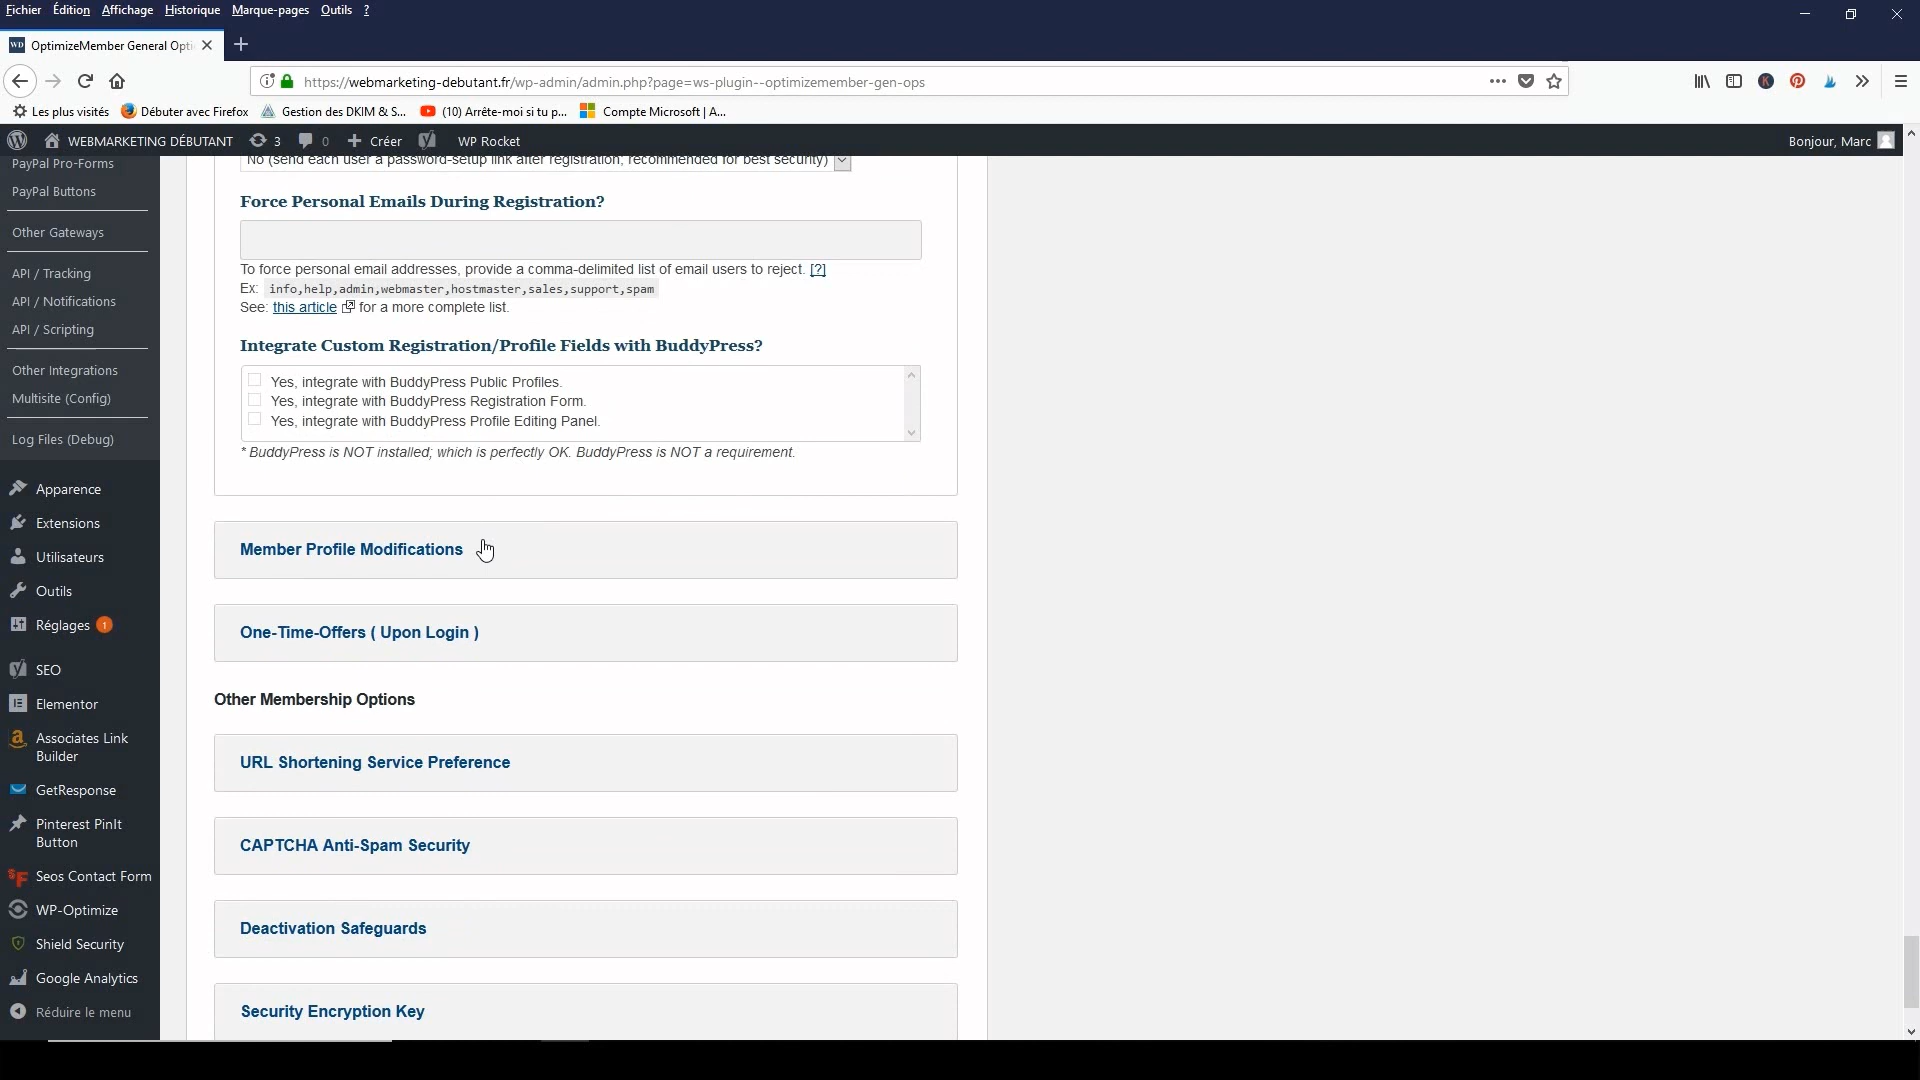 Fichier Édition Affichage Historique Marque-pages Outils ?
OptimizeMember General Opti
https://webmarketing-debutant.fr/wp-admin/admin.php?page=ws-plugin--optimizemember-gen-ops
Les plus visités Débuter avec Firefox Gestion des DKIM & S... (10) Arrête-moi si tu p... Compte Microsoft | A...
WEBMARKETING DÉBUTANT 3 0 Créer WP Rocket Bonjour, Marc
PayPal Pro-Forms
PayPal Buttons
Other Gateways
API / Tracking
API / Notifications
API / Scripting
Other Integrations
Multisite (Config)
Log Files (Debug)
Apparence
Extensions
Utilisateurs
Outils
Réglages 1
SEO
Elementor
Associates Link
Builder
GetResponse
Pinterest PinIt
Button
Seos Contact Form
WP-Optimize
Shield Security
Google Analytics
Réduire le menu
No (send each user a password-setup link after registration; recommended for best security)
Force Personal Emails During Registration?
To force personal email addresses, provide a comma-delimited list of email users to reject. [?]
Ex: info,help,admin,webmaster,hostmaster,sales,support,spam
See: this article for a more complete list.
Integrate Custom Registration/Profile Fields with BuddyPress?
Yes, integrate with BuddyPress Public Profiles.
Yes, integrate with BuddyPress Registration Form.
Yes, integrate with BuddyPress Profile Editing Panel.
* BuddyPress is NOT installed; which is perfectly OK. BuddyPress is NOT a requirement.
Member Profile Modifications
One-Time-Offers ( Upon Login )
Other Membership Options
URL Shortening Service Preference
CAPTCHA Anti-Spam Security
Deactivation Safeguards
Security Encryption Key